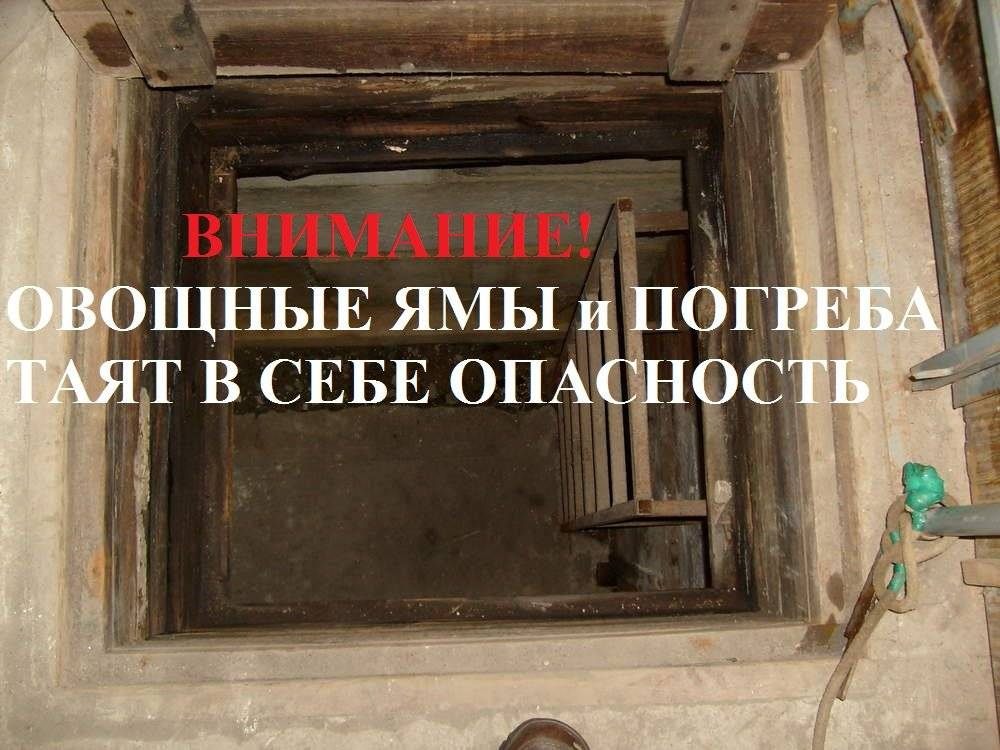 ВНИМАНИЕ!
ОВОЩНЫЕ ЯМЫ и ПОГРЕБА
ТАЯТ В СЕБЕ ОПАСНОСТЬ